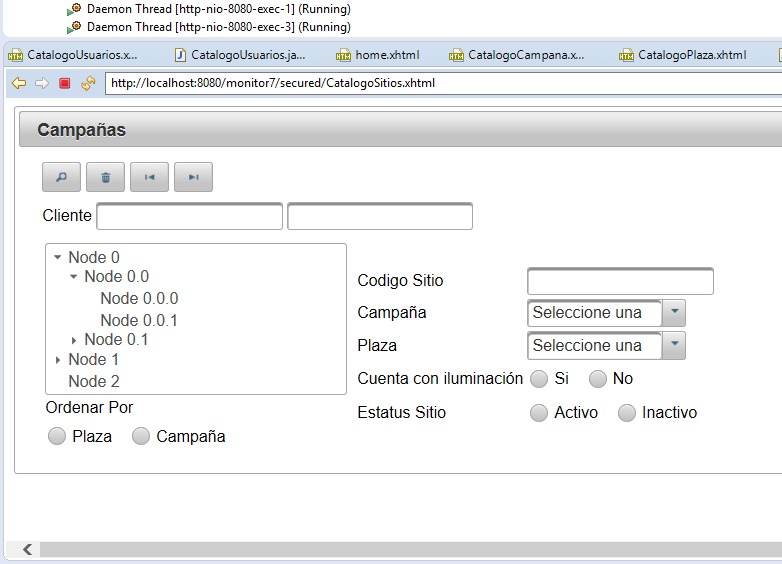 Daemon Thread [http-nio-8080-exec-1] (Running)
Daemon Thread [http-nio-8080-exec-3] (Running)
CatalogoUsuarios.x... CatalogoUsuarios.ja... home.xhtml CatalogoCampana.x... CatalogoPlaza.xhtml
http://localhost:8080/monitor7/secured/CatalogoSitios.xhtml
Campañas
Cliente
Node 0
Node 0.0
Node 0.0.0
Node 0.0.1
Node 0.1
Node 1
Node 2
Ordenar Por
Plaza Campaña
Codigo Sitio
Campaña Seleccione una
Plaza Seleccione una
Cuenta con iluminación Si No
Estatus Sitio Activo Inactivo